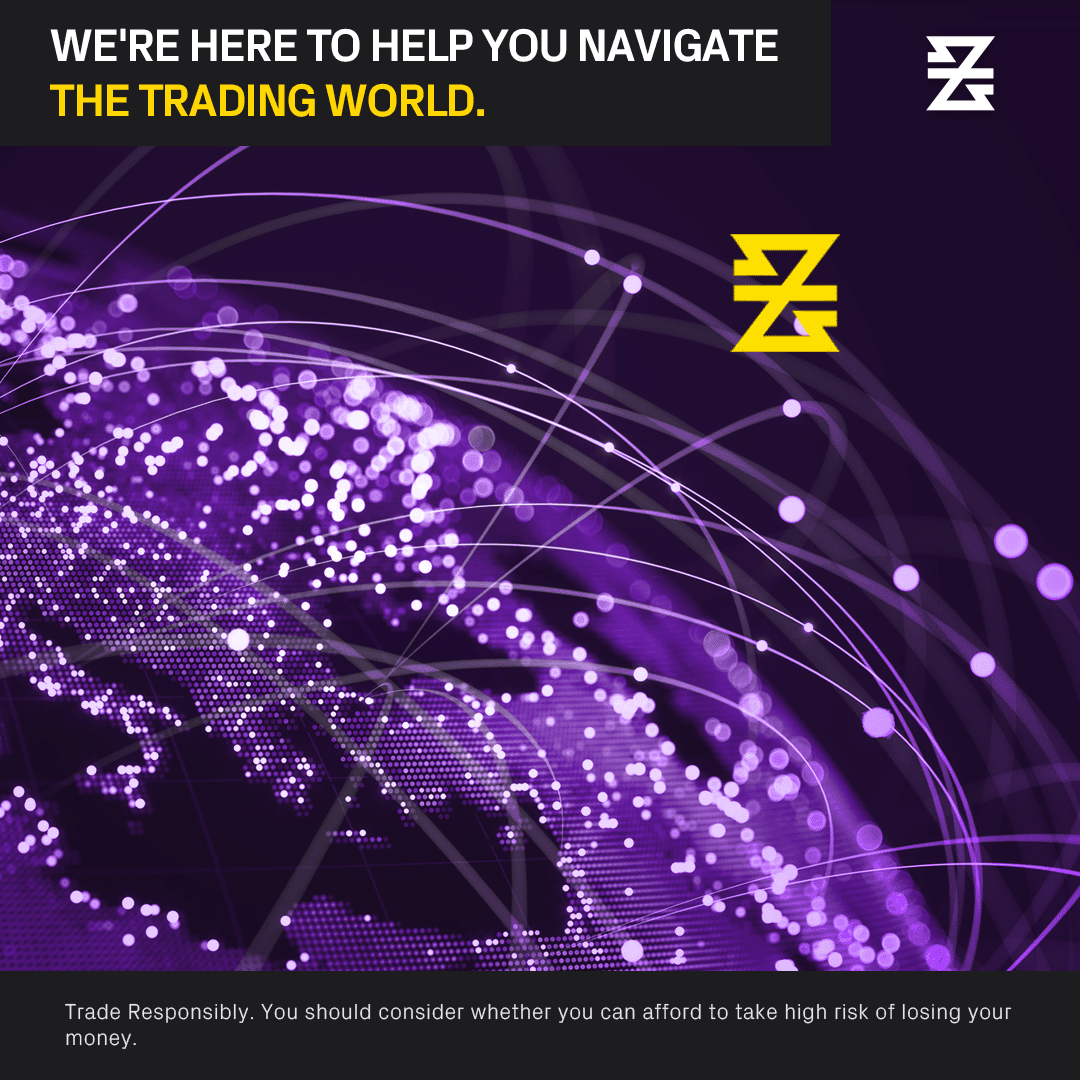 WE'RE HERE TO HELP YOU NAVIGATE
THE TRADING WORLD.
Trade Responsibly. You should consider whether you can afford to take high risk of losing your
money.